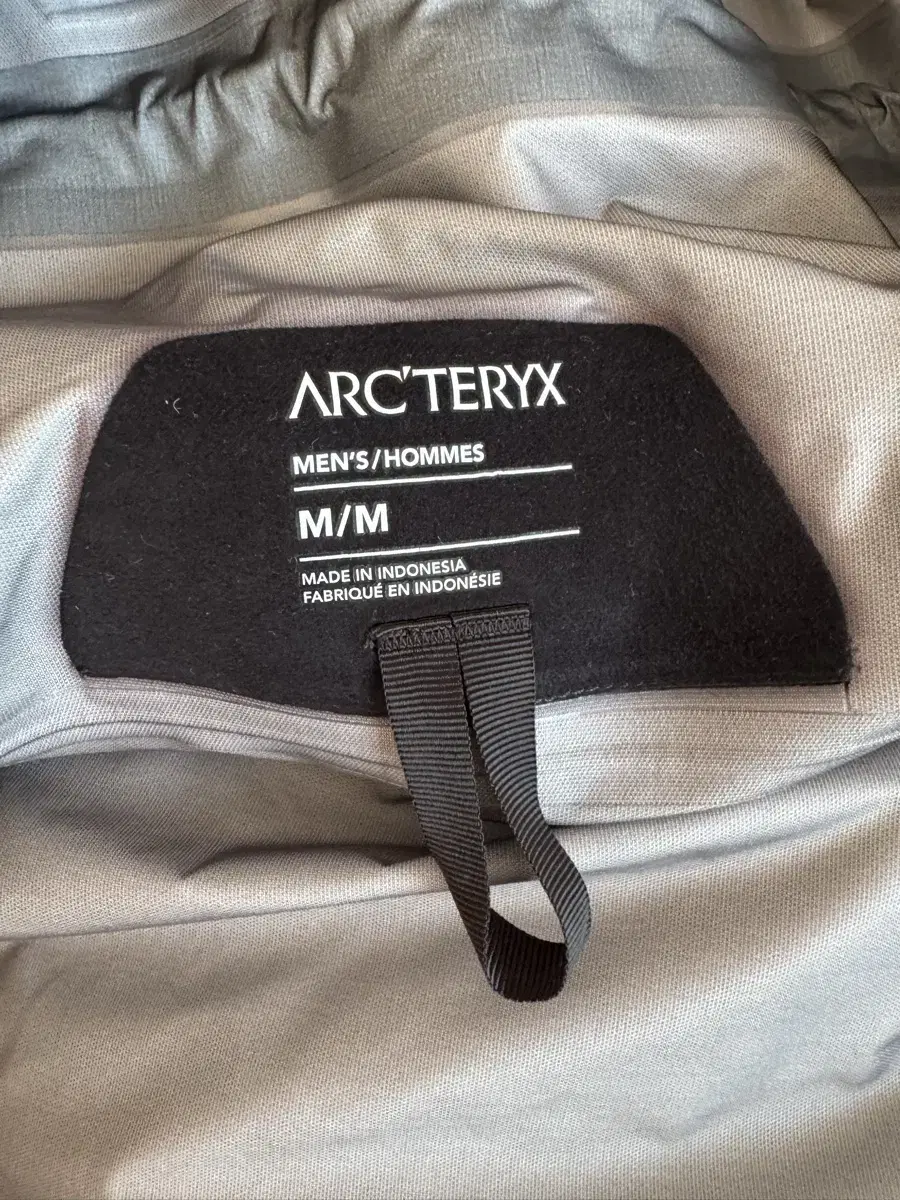 ARC'TERYX
MEN'S/HOMMES
M/M
MADE IN INDONESIA
FABRIQUÉ EN INDONÉSIE